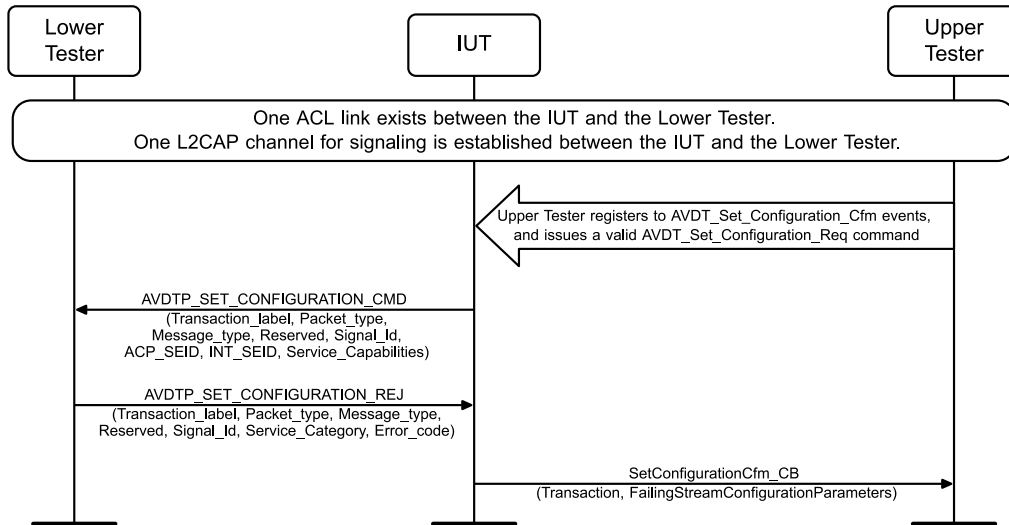 Lower
Tester
IUT
Upper
Tester
One ACL link exists between the IUT and the Lower Tester.
One L2CAP channel for signaling is established between the IUT and the Lower Tester.
Upper Tester registers to AVDT_Set_Configuration_Cfm events,
and issues a valid AVDT_Set_Configuration_Req command
AVDTP_SET_CONFIGURATION_CMD
(Transaction_label, Packet_type,
Message_type, Reserved, Signal_Id,
ACP_SEID, INT_SEID, Service_Capabilities)
AVDTP_SET_CONFIGURATION_REJ
(Transaction_label, Packet_type, Message_type,
Reserved, Signal_Id, Service_Category, Error_code)
SetConfigurationCfm_CB
(Transaction, FailingStreamConfigurationParameters)